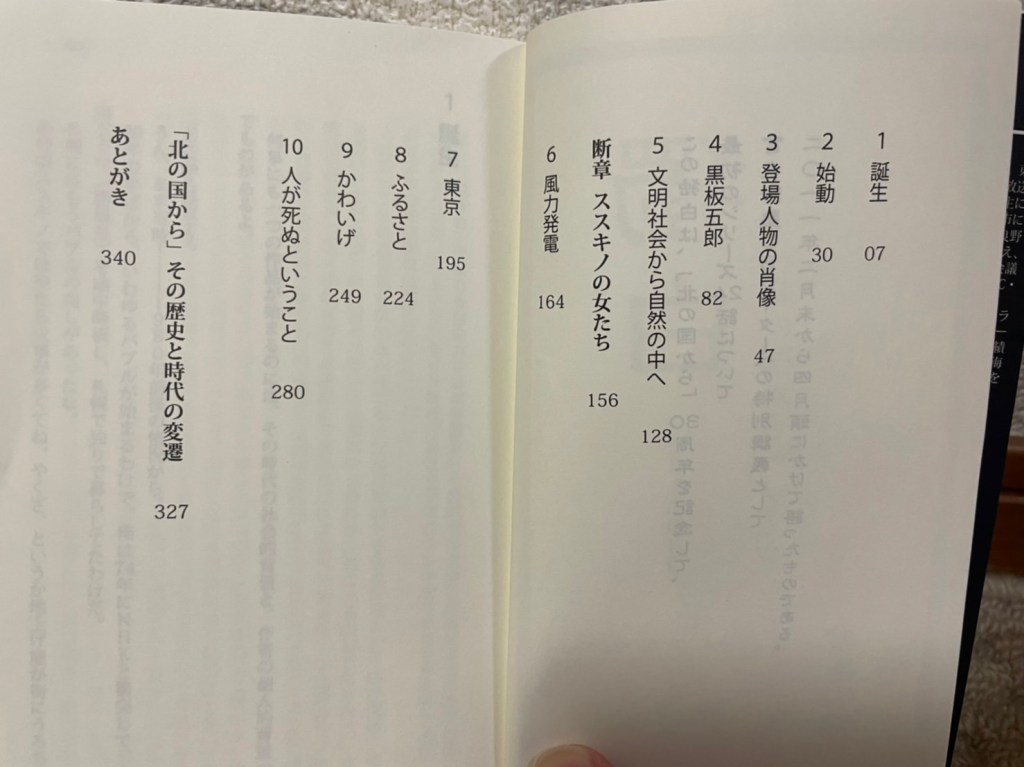 1 誕生 07
2 始動 30
3 登場人物の肖像 47
4 黒板五郎 82
5 文明社会から自然の中へ 128
断章 ススキノの女たち 156
6 風力発電 164
7 東京 195
8 ふるさと 224
9 かわいげ 249
10 人が死ぬということ 280
「北の国から」その歴史と時代の変遷 327
あとがき 340